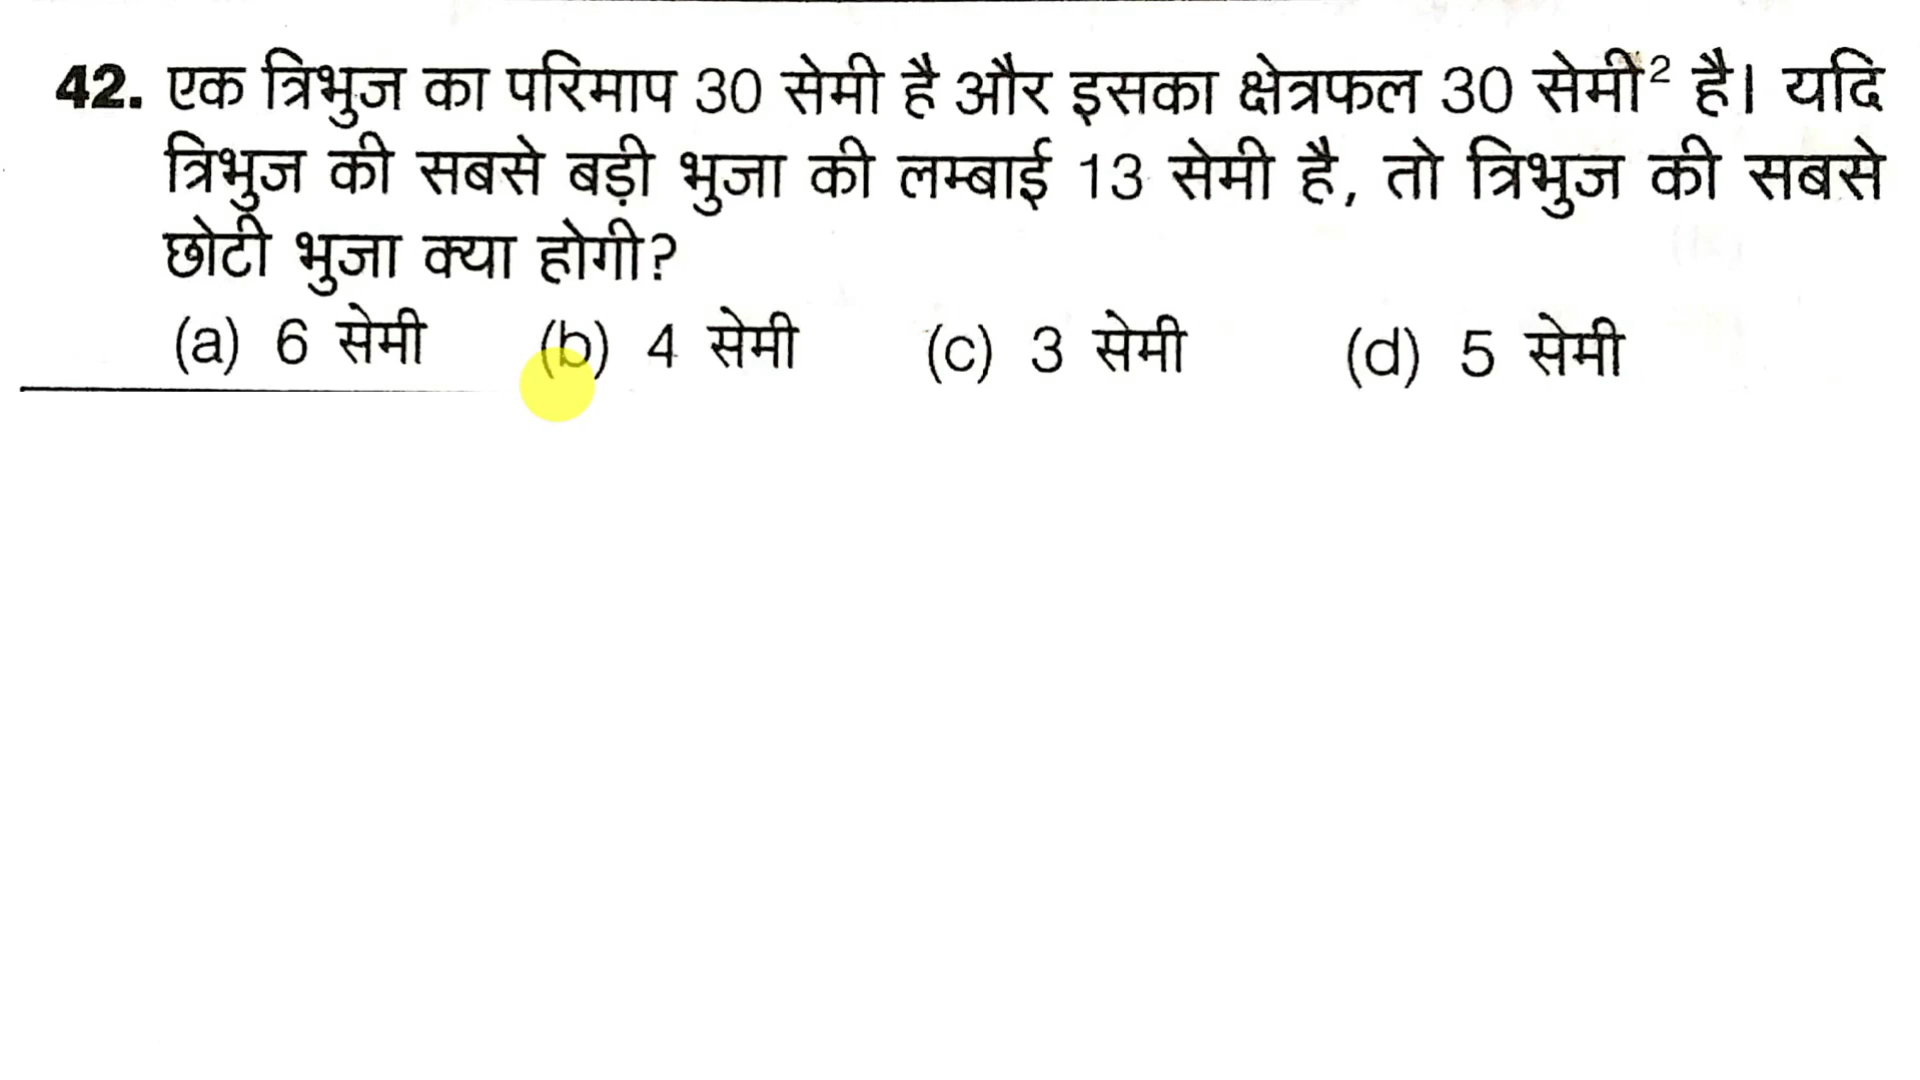 42. एक त्रिभुज का परिमाप 30 सेमी है और इसका क्षेत्रफल 30 सेमी² है। यदि
त्रिभुज की सबसे बड़ी भुजा की लम्बाई 13 सेमी है, तो त्रिभुज की सबसे
छोटी भुजा क्या होगी?
(a) 6 सेमी (b) 4 सेमी (c) 3 सेमी (d) 5 सेमी